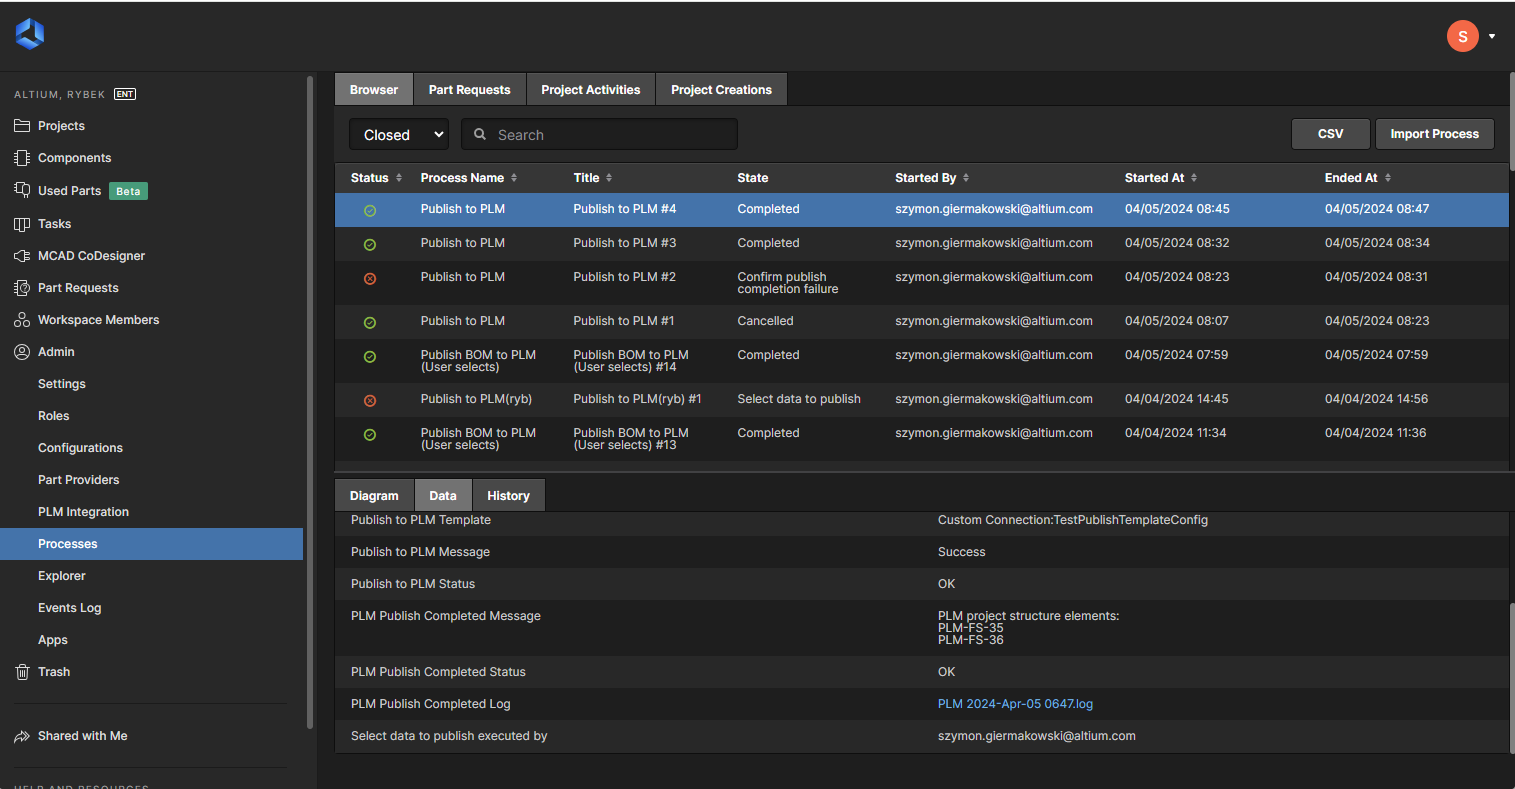 S
ALTIUM, RYBEK ENT
Projects
Components
Used Parts Beta
Tasks
MCAD CoDesigner
Part Requests
Workspace Members
Admin
Settings
Roles
Configurations
Part Providers
PLM Integration
Processes
Explorer
Events Log
Apps
Trash
Shared with Me
HELP AND RESOURCES
Browser Part Requests Project Activities Project Creations
Closed Search CSV Import Process
Status Process Name Title State Started By Started At Ended At
Publish to PLM Publish to PLM #4 Completed szymon.giermakowski@altium.com 04/05/2024 08:45 04/05/2024 08:47
Publish to PLM Publish to PLM #3 Completed szymon.giermakowski@altium.com 04/05/2024 08:32 04/05/2024 08:34
Publish to PLM Publish to PLM #2 Confirm publish szymon.giermakowski@altium.com 04/05/2024 08:23 04/05/2024 08:31
completion failure
Publish to PLM Publish to PLM #1 Cancelled szymon.giermakowski@altium.com 04/05/2024 08:07 04/05/2024 08:23
Publish BOM to PLM Publish BOM to PLM Completed szymon.giermakowski@altium.com 04/05/2024 07:59 04/05/2024 07:59
(User selects) (User selects) #14
Publish to PLM(ryb) Publish to PLM(ryb) #1 Select data to publish szymon.giermakowski@altium.com 04/04/2024 14:45 04/04/2024 14:56
Publish BOM to PLM Publish BOM to PLM Completed szymon.giermakowski@altium.com 04/04/2024 11:34 04/04/2024 11:36
(User selects) (User selects) #13
Diagram Data History
Publish to PLM Template Custom Connection:TestPublishTemplateConfig
Publish to PLM Message Success
Publish to PLM Status OK
PLM Publish Completed Message PLM project structure elements:
PLM-FS-35
PLM-FS-36
PLM Publish Completed Status OK
PLM Publish Completed Log PLM 2024-Apr-05 0647.log
Select data to publish executed by szymon.giermakowski@altium.com